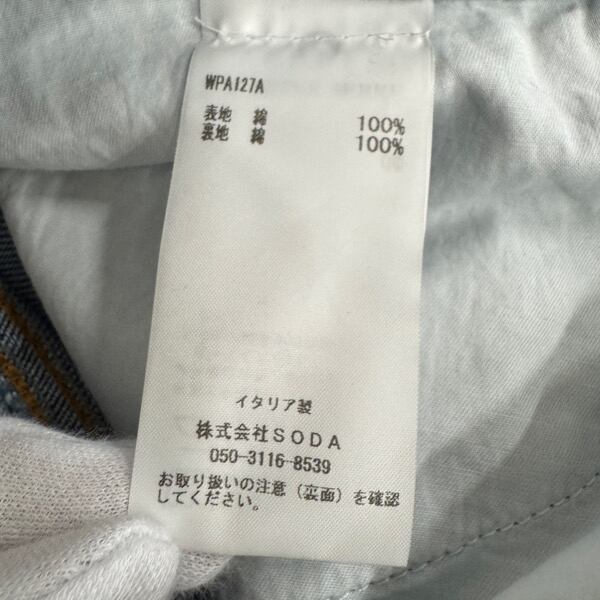 WPA127A
表地 綿 100%
裏地 綿 100%
イタリア製
株式会社SODA
050-3116-8539
お取り扱いの注意（裏面）を確認
してください。